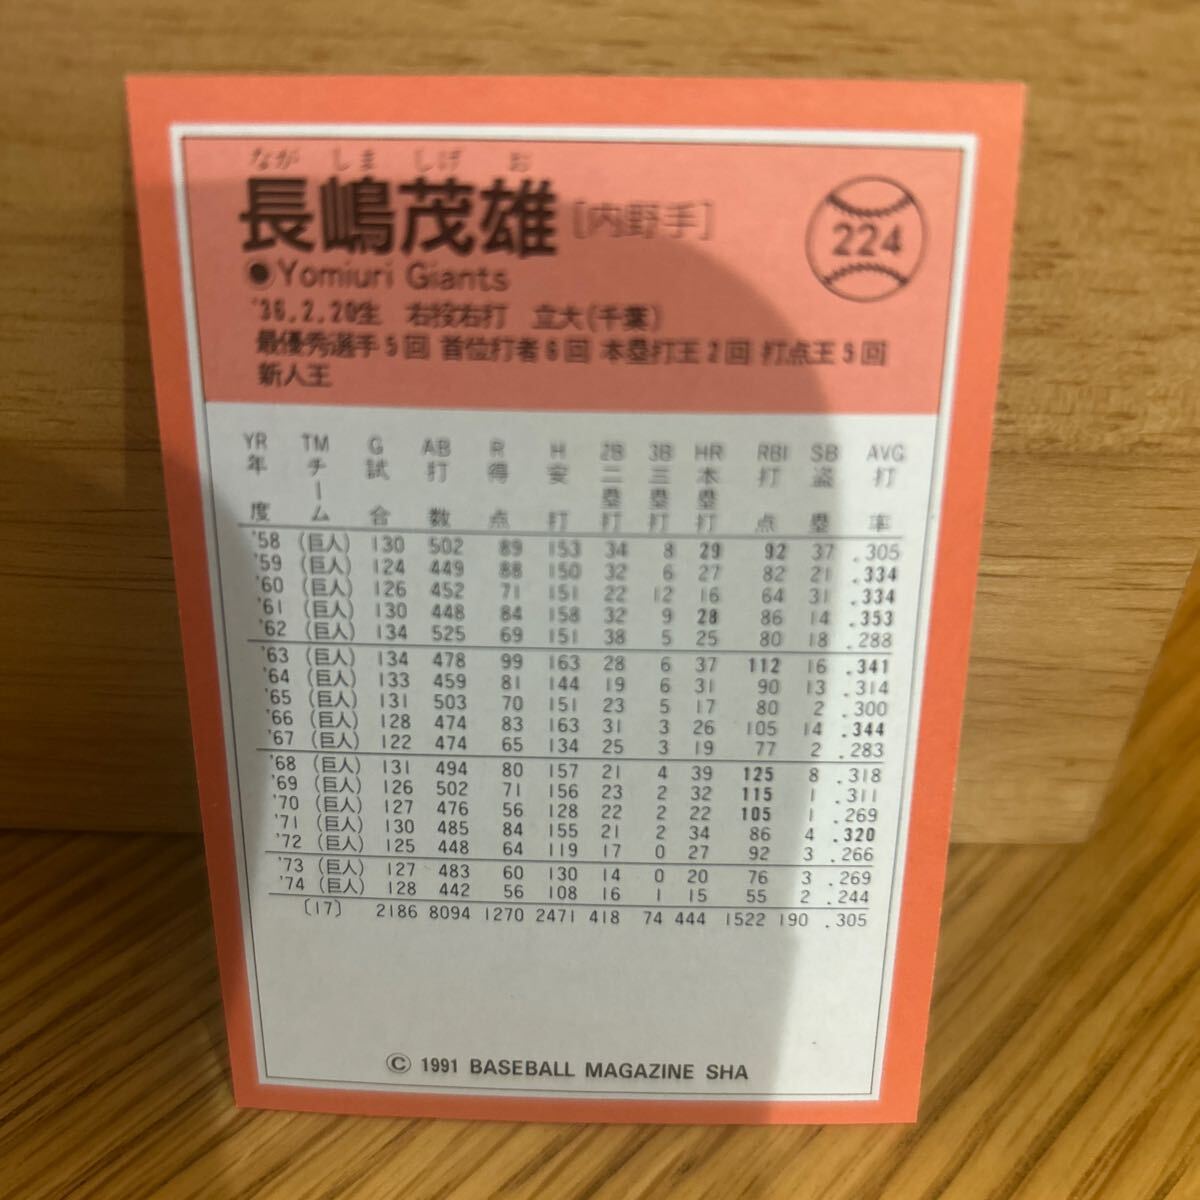 なが しま しげ お
長嶋茂雄 [内野手]
224
●Yomiuri Giants
'36.2.20生 右投右打 立大(千葉)
最優秀選手5回 首位打者6回 本塁打王2回 打点王5回
新人王
YR TM G AB R H 2B 3B HR RBI SB AVG
年度 チーム 試合 打数 得点 安打 二塁打 三塁打 本塁打 打点 盗塁 打率
'58 (巨人) 130 502 89 153 34 8 29 92 37 .305
'59 (巨人) 124 449 88 150 32 6 27 82 21 .334
'60 (巨人) 126 452 71 151 22 12 16 64 31 .334
'61 (巨人) 130 448 84 158 32 9 28 86 14 .353
'62 (巨人) 134 525 69 151 38 5 25 80 18 .288
'63 (巨人) 134 478 99 163 28 6 37 112 16 .341
'64 (巨人) 133 459 81 144 19 6 31 90 13 .314
'65 (巨人) 131 503 70 151 23 5 17 80 2 .300
'66 (巨人) 128 474 83 163 31 3 26 105 14 .344
'67 (巨人) 122 474 65 134 25 3 19 77 2 .283
'68 (巨人) 131 494 80 157 21 4 39 125 8 .318
'69 (巨人) 126 502 71 156 23 2 32 115 1 .311
'70 (巨人) 127 476 56 128 22 2 22 105 1 .269
'71 (巨人) 130 485 84 155 21 2 34 86 4 .320
'72 (巨人) 125 448 64 119 17 0 27 92 3 .266
'73 (巨人) 127 483 60 130 14 0 20 76 3 .269
'74 (巨人) 128 442 56 108 16 1 15 55 2 .244
〔17〕 2186 8094 1270 2471 418 74 444 1522 190 .305
© 1991 BASEBALL MAGAZINE SHA